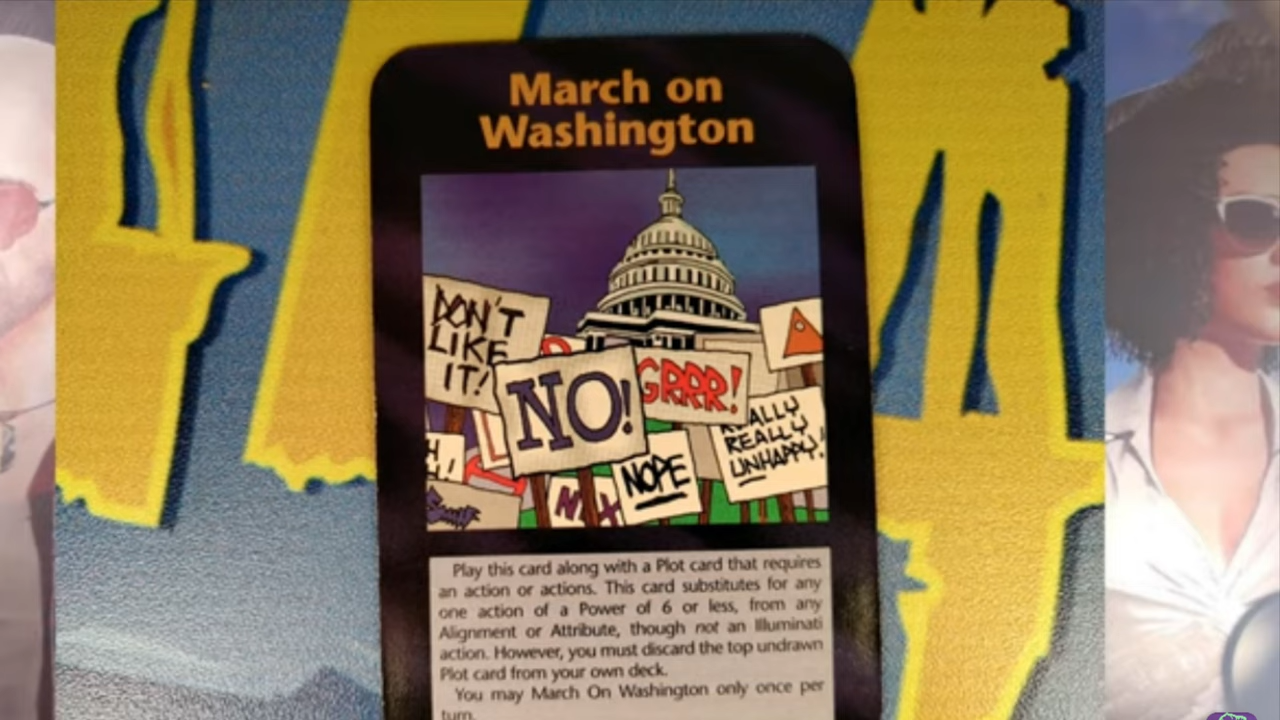 March on
Washington
DON'T
LIKE
IT!
NO!
GRRR!
REALLY
UNHAPPY!
NOPE
Play this card along with a Plot card that requires
an action or actions. This card substitutes for any
one action of a Power of 6 or less, from any
Alignment or Attribute, though not an Illuminati
action. However, you must discard the top undrawn
Plot card from your own deck.
You may March On Washington only once per
turn.